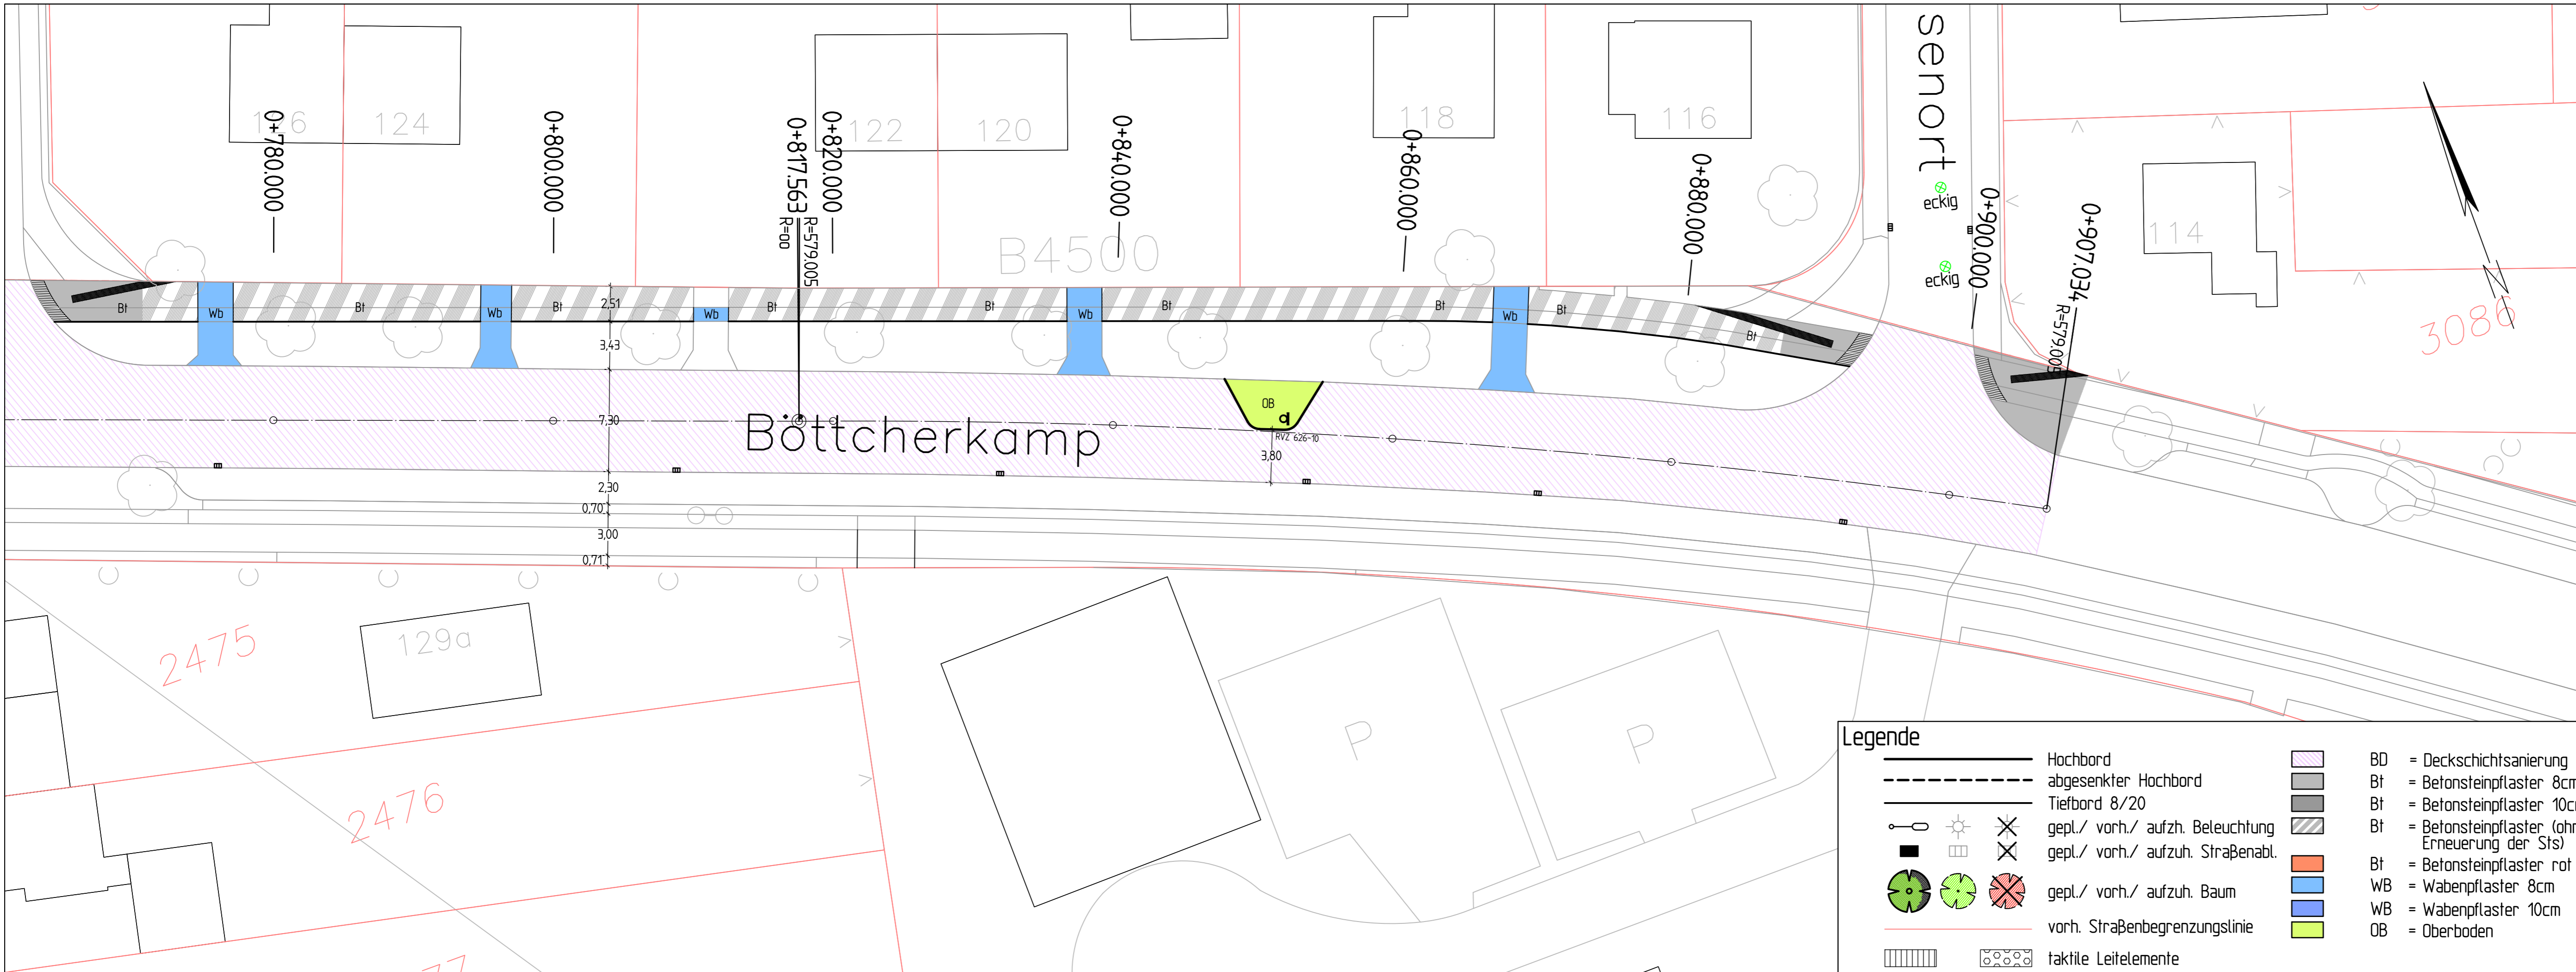 126
124
122
120
118
116
114
senort
eckig
eckig
0+780.000
0+800.000
0+817.563
R=oo
R=579.005
0+820.000
0+840.000
0+860.000
0+880.000
0+900.000
0+907.034
R=579.005
B4500
3086
N
Bt
Wb
Bt
Wb
Bt
Wb
Bt
Bt
Wb
Bt
Bt
Wb
Bt
Bt
2,51
3,43
7,30
2,30
0,70
3,00
0,71
Böttcherkamp
OB
RVZ 626-10
3,80
2475
129a
2476
77
P
P
Legende
Hochbord
abgesenkter Hochbord
Tiefbord 8/20
gepl./ vorh./ aufzh. Beleuchtung
gepl./ vorh./ aufzuh. Straßenabl.
gepl./ vorh./ aufzuh. Baum
vorh. Straßenbegrenzungslinie
taktile Leitelemente
BD = Deckschichtsanierung
Bt = Betonsteinpflaster 8cm
Bt = Betonsteinpflaster 10c
Bt = Betonsteinpflaster (ohn
Erneuerung der Sts)
Bt = Betonsteinpflaster rot
WB = Wabenpflaster 8cm
WB = Wabenpflaster 10cm
OB = Oberboden